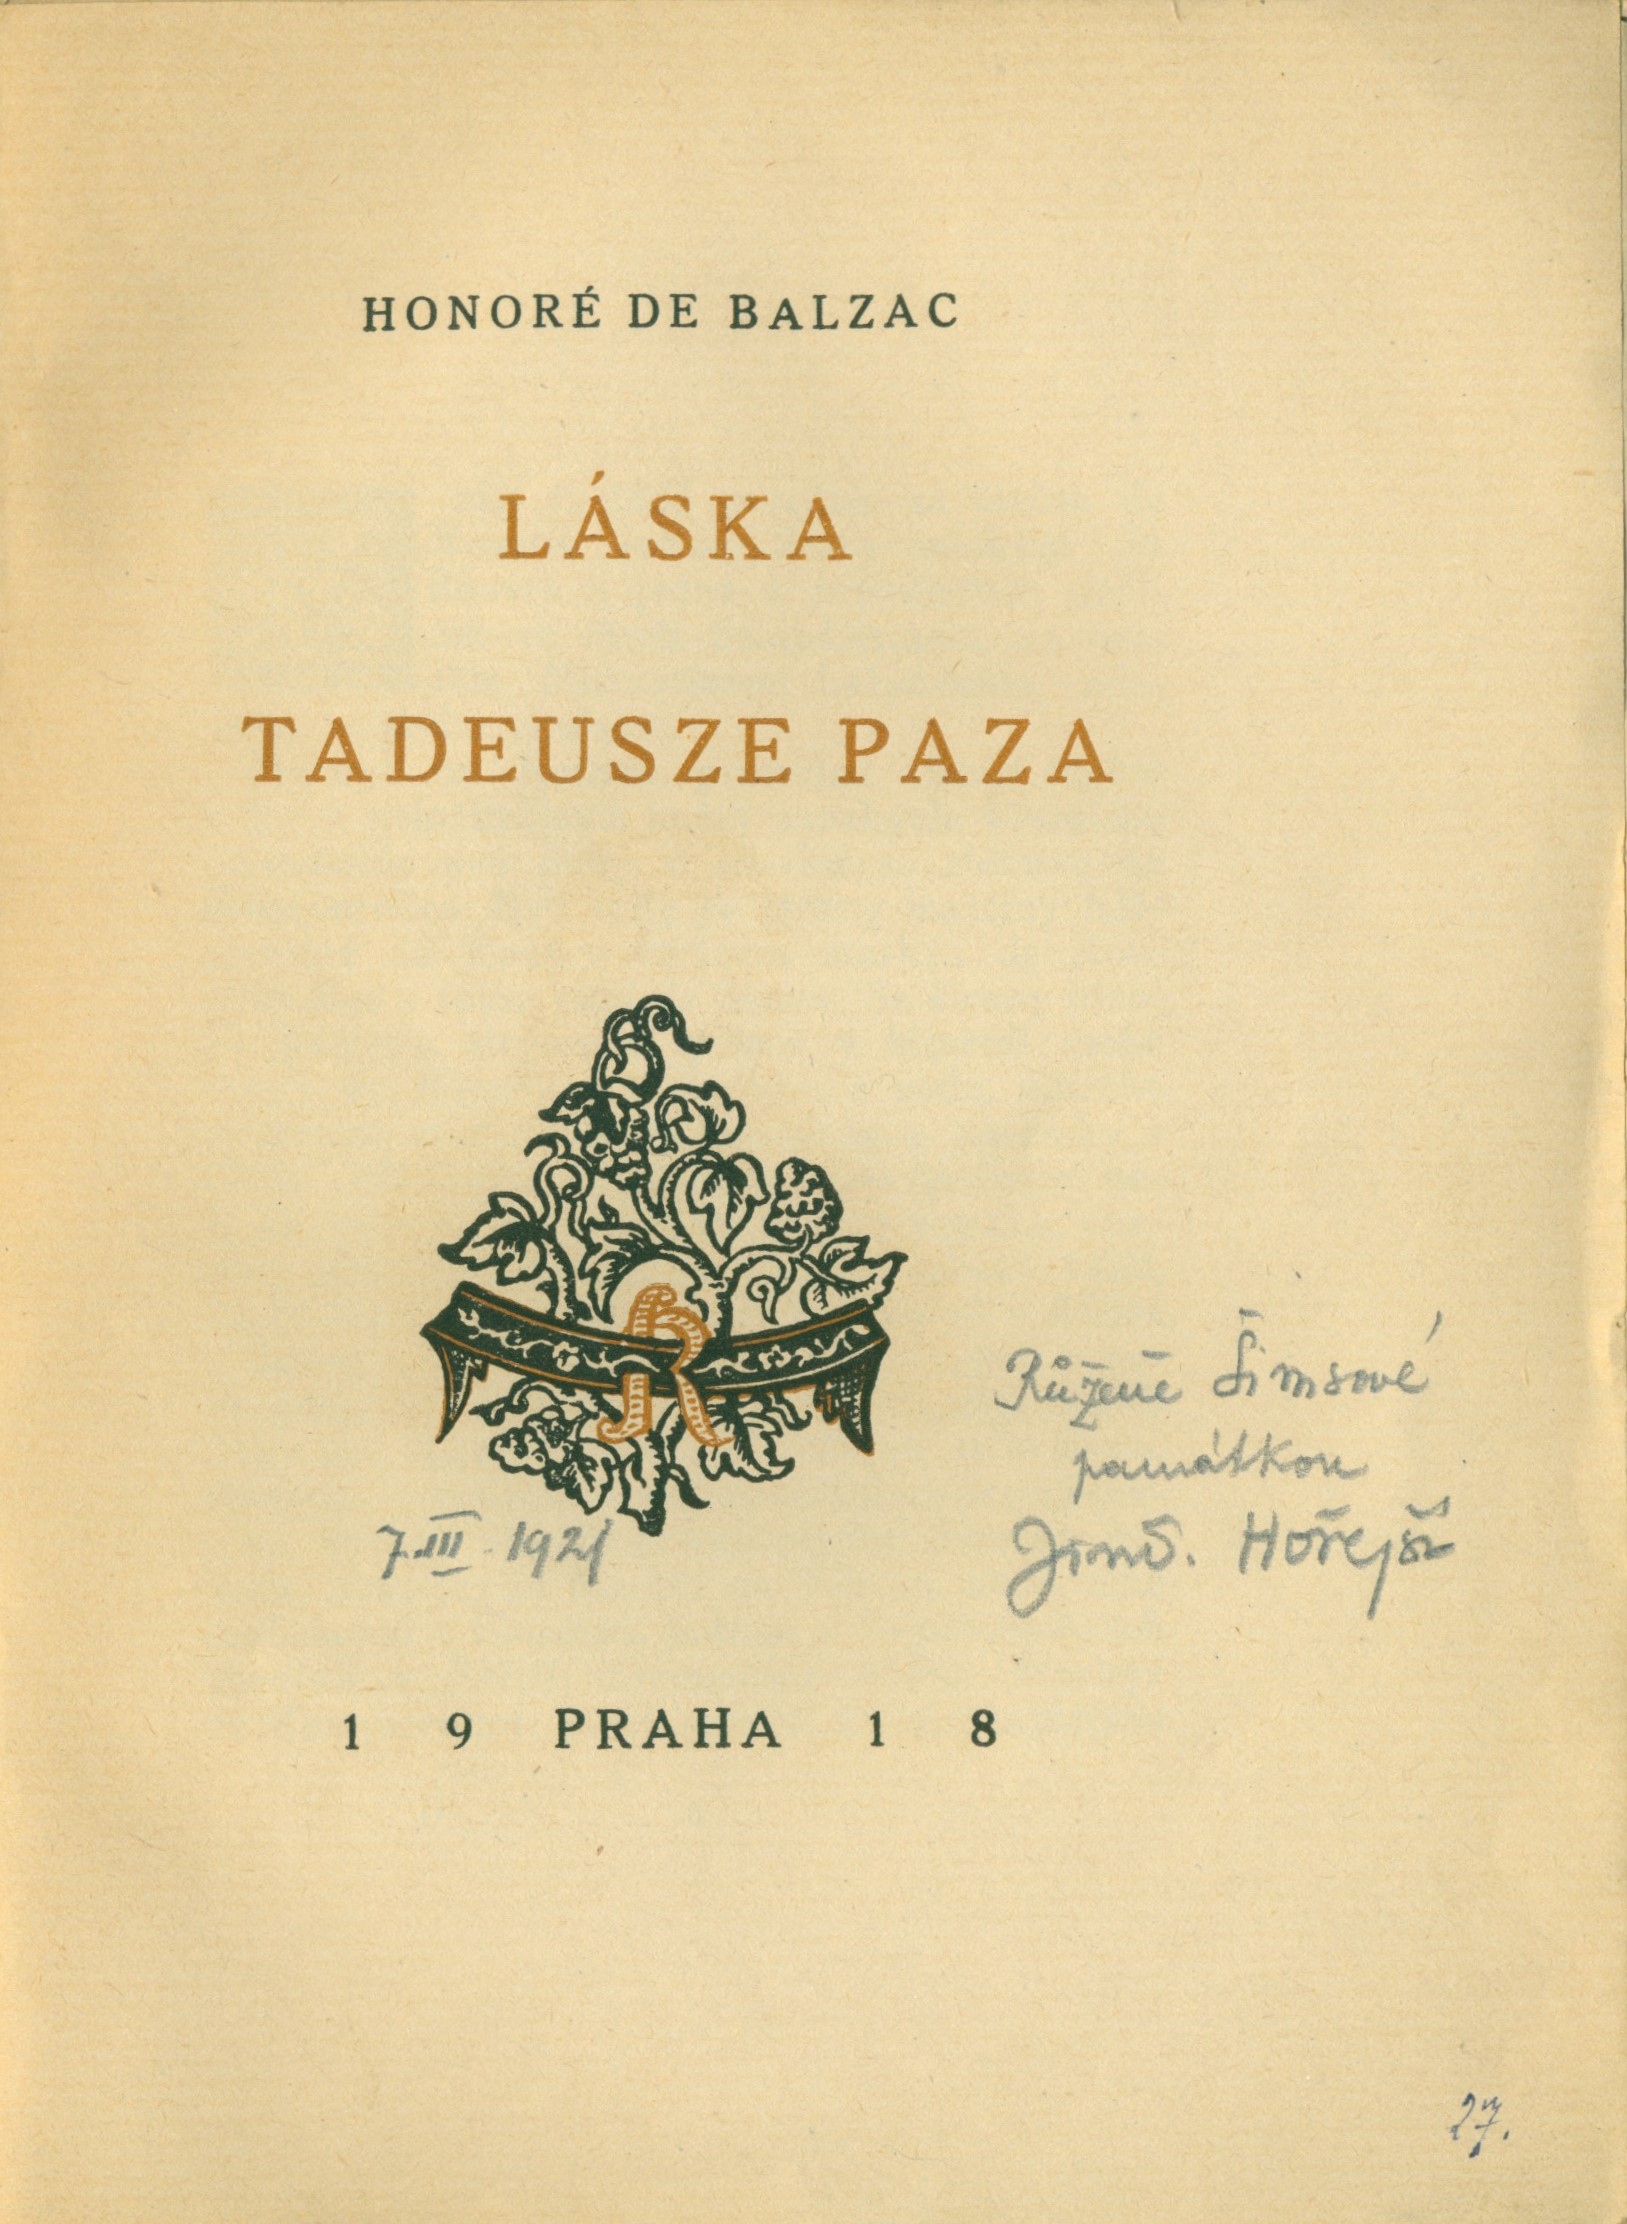 HONORÉ DE BALZAC
LÁSKA
TADEUSZE PAZA
Růženě Šimsové
památkou
Jind. Hořejší
7.III. 1921
1 9 PRAHA 1 8
27.